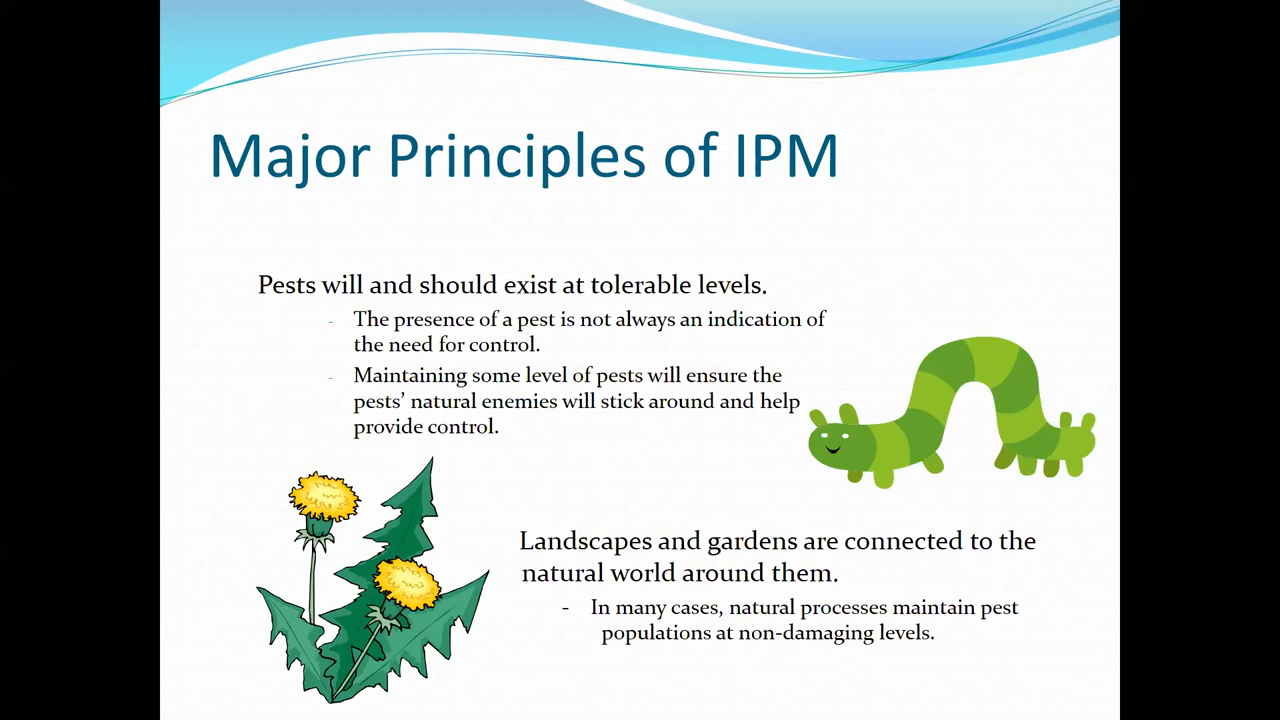 Major Principles of IPM
Pests will and should exist at tolerable levels.
- The presence of a pest is not always an indication of
the need for control.
- Maintaining some level of pests will ensure the
pests’ natural enemies will stick around and help
provide control.
Landscapes and gardens are connected to the
natural world around them.
- In many cases, natural processes maintain pest
populations at non-damaging levels.